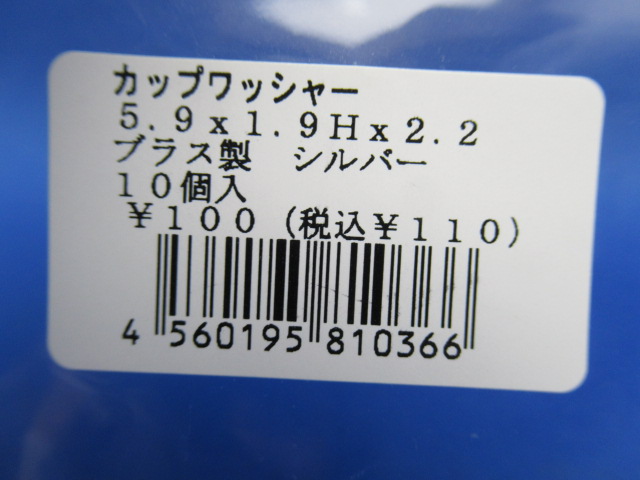 カップワッシャー
５.９ｘ１.９Ｈｘ２.２
ブラス製　シルバー
１０個入
￥１００（税込￥１１０）
4 560195 810366